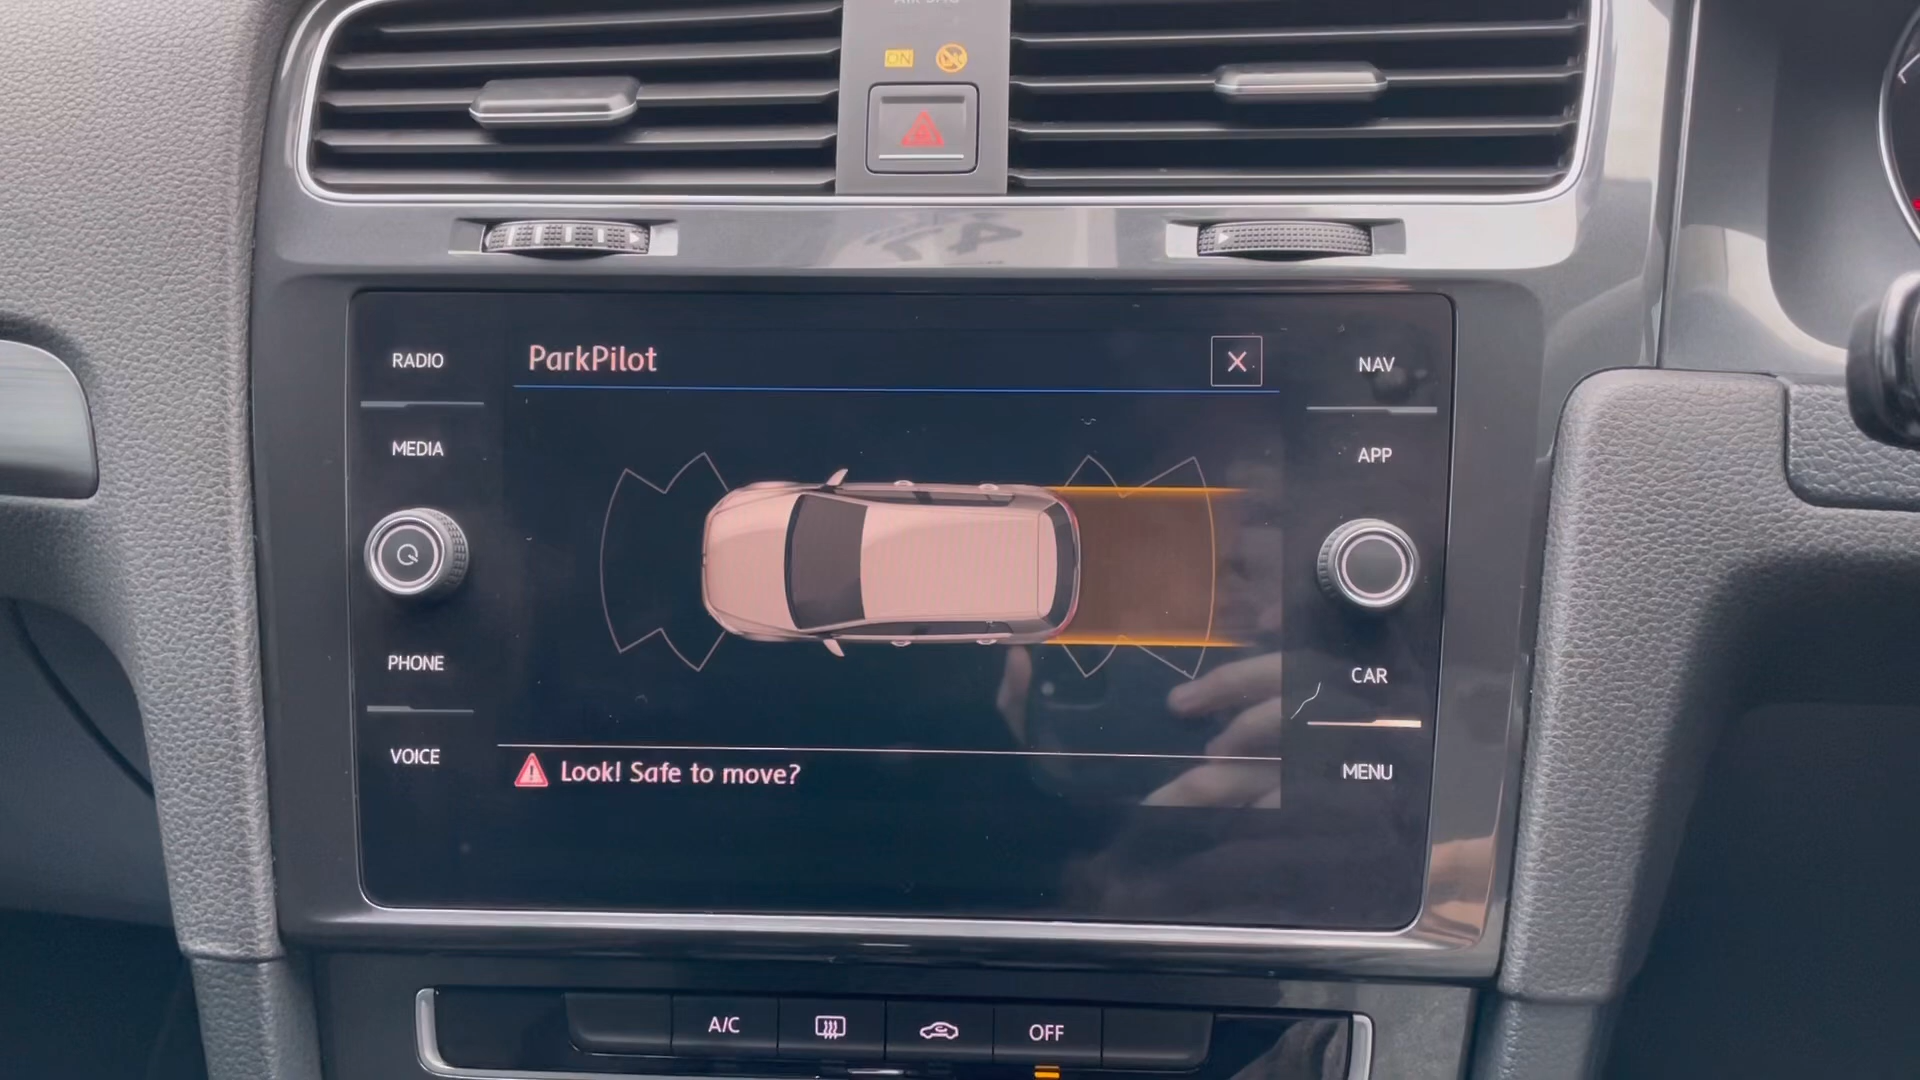 ON
RADIO
ParkPilot
NAV
MEDIA
APP
PHONE
CAR
VOICE
Look! Safe to move?
MENU
A/C
OFF